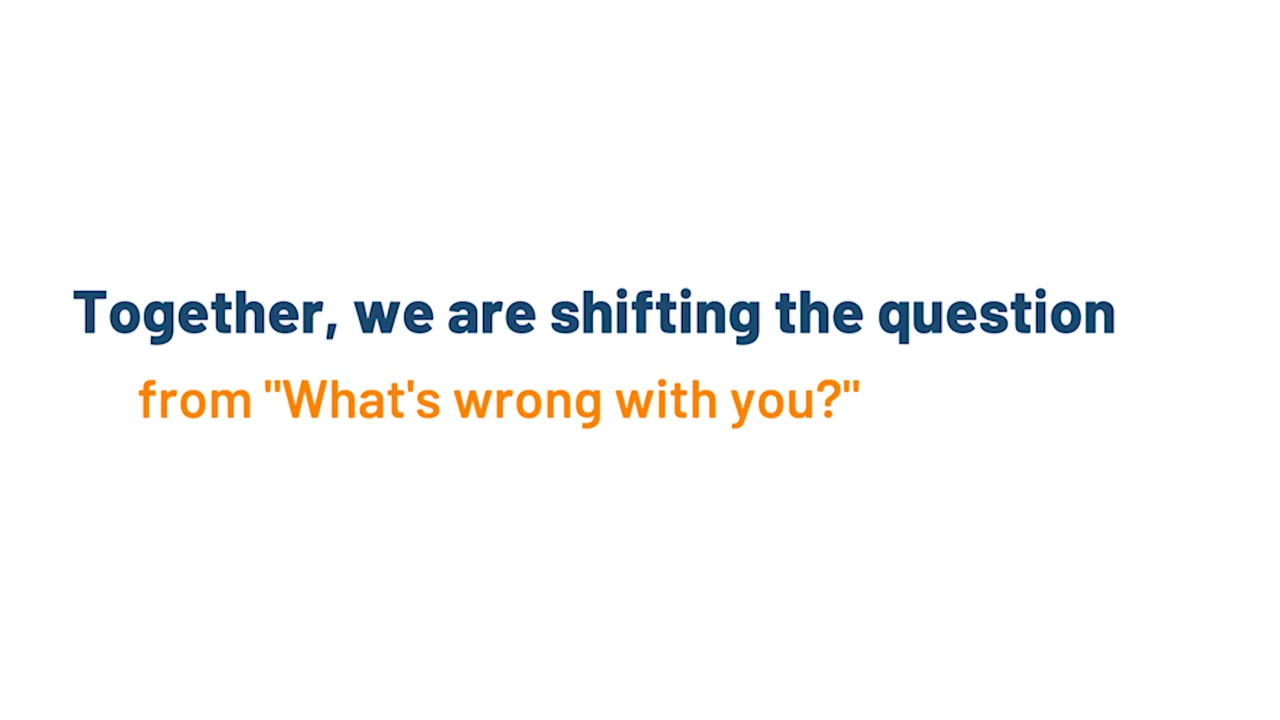 Together, we are shifting the question
from "What's wrong with you?"